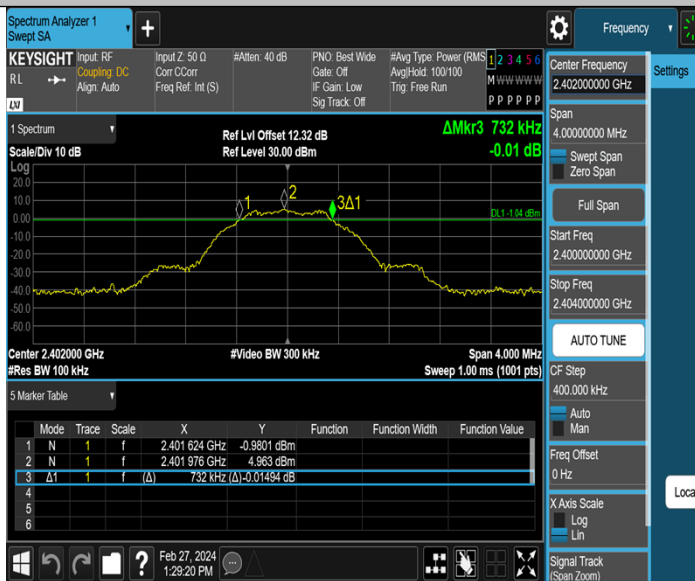 Spectrum Analyzer 1
Swept SA
+
Frequency
KEYSIGHT
RL
LXI
Input: RF
Coupling: DC
Align: Auto
Input Z: 50 Ω
Corr CCorr
Freq Ref: Int (S)
#Atten: 40 dB
PNO: Best Wide
Gate: Off
IF Gain: Low
Sig Track: Off
#Avg Type: Power (RMS
Avg|Hold: 100/100
Trig: Free Run
1 2 3 4 5 6
M W W W W W
P P P P P P
1 Spectrum
Scale/Div 10 dB
Ref Lvl Offset 12.32 dB
Ref Level 30.00 dBm
ΔMkr3 732 kHz
-0.01 dB
Log
20.0
10.0
0.00
-10.0
-20.0
-30.0
-40.0
-50.0
-60.0
1
2
3Δ1
DL1 -1.04 dBm
Center 2.402000 GHz
#Video BW 300 kHz
Span 4.000 MHz
#Res BW 100 kHz
Sweep 1.00 ms (1001 pts)
5 Marker Table
Mode Trace Scale X Y Function Function Width Function Value
1 N 1 f 2.401 624 GHz -0.9801 dBm
2 N 1 f 2.401 976 GHz 4.963 dBm
3 Δ1 1 f (Δ) 732 kHz (Δ) -0.01494 dB
4
5
6
?
Feb 27, 2024
1:29:20 PM
Center Frequency
2.402000000 GHz
Settings
Span
4.00000000 MHz
Swept Span
Zero Span
Full Span
Start Freq
2.400000000 GHz
Stop Freq
2.404000000 GHz
AUTO TUNE
CF Step
400.000 kHz
Auto
Man
Freq Offset
0 Hz
X Axis Scale
Log
Lin
Loca
Signal Track
(Span Zoom)